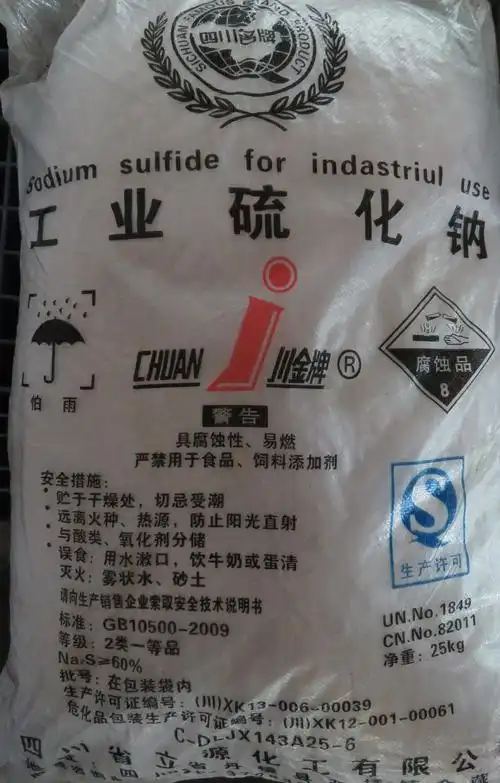 四川名牌
Sodium sulfide for indastriul use
工业硫化钠
怕雨
CHUAN
川金牌®
腐蚀品
8
警告
具腐蚀性、易燃
严禁用于食品、饲料添加剂
安全措施:
贮于干燥处,切忌受潮
远离火种、热源,防止阳光直射
与酸类、氧化剂分储
误食:用水漱口,饮牛奶或蛋清
灭火:雾状水、砂土
请向生产销售企业索取安全技术说明书
标准:GB10500-2009
等级:2类一等品
Na₂S≥60%
批号:在包装袋内
生产许可证编号:(川)XK13-006-00039
危化品包装生产许可证编号:(川)XK12-001-00061
生产许可
UN.No.1849
CN.No.82011
净重:25kg
四川省立源化工有限公